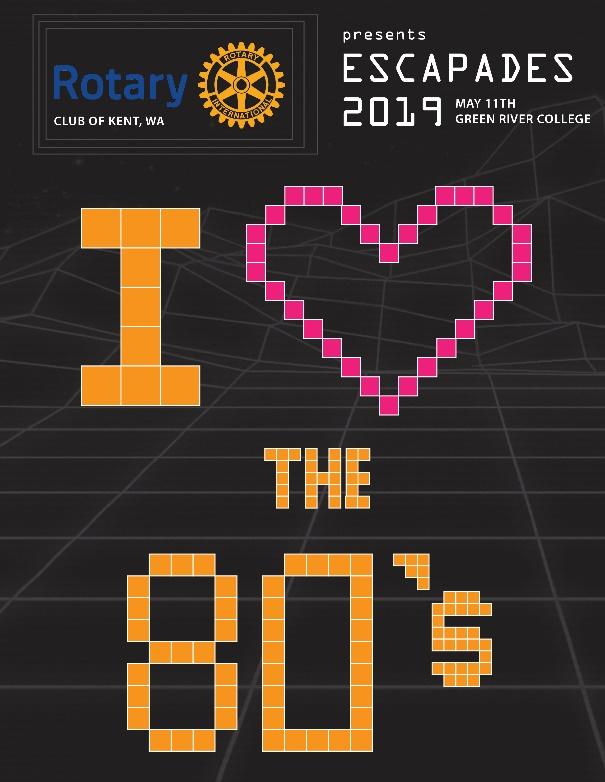 Rotary
CLUB OF KENT, WA
ROTARY
INTERNATIONAL
presents
ESCAPADES
2019
MAY 11TH
GREEN RIVER COLLEGE
I
THE
80's